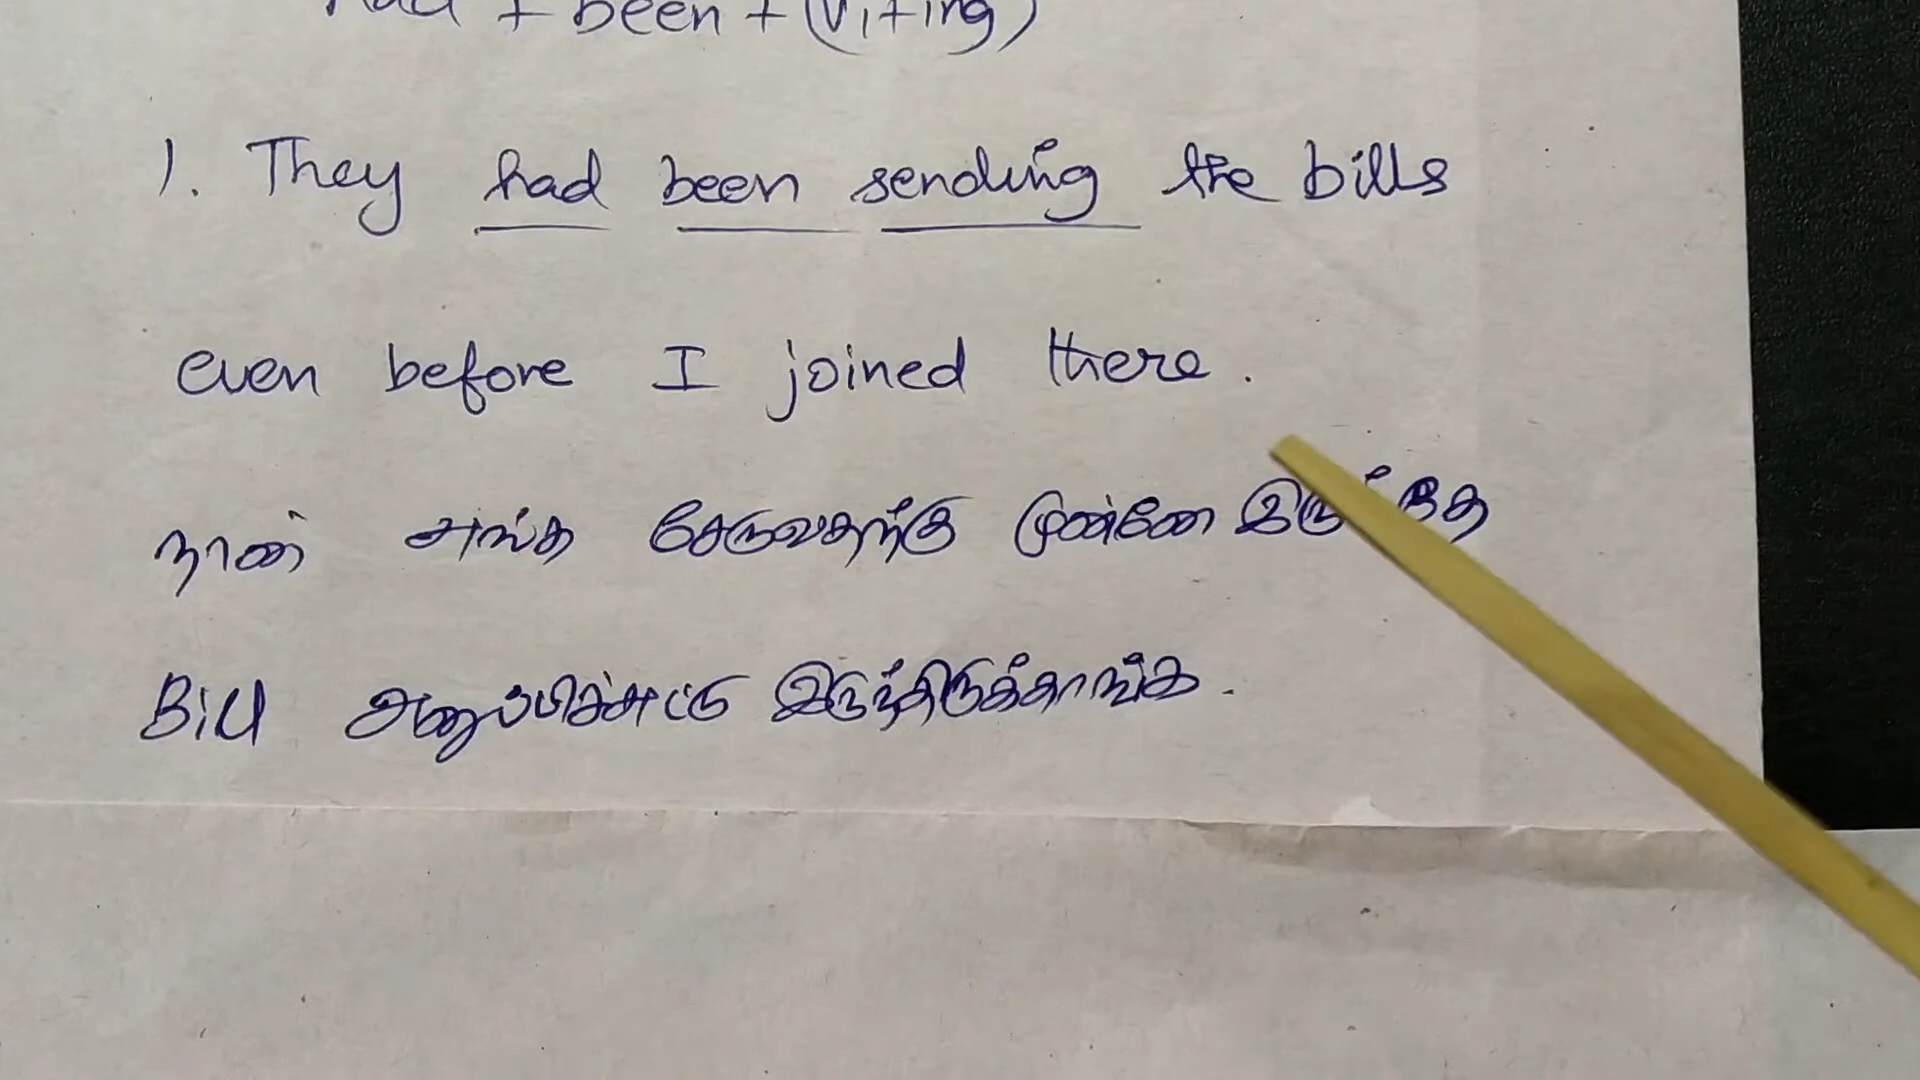 had + been + (V1+ing)
1. They had been sending the bills
even before I joined there.
நான் அங்க சேருவதற்கு முன்னே
Bill அனுப்பிச்சுட்டு இருந்திருக்காங்க.